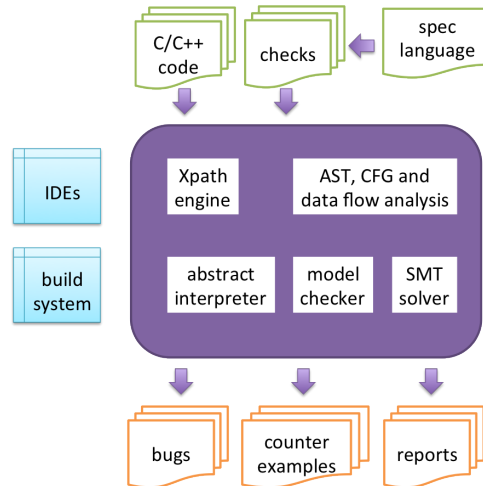 C/C++
code
checks
spec
language
IDEs
Xpath
engine
AST, CFG and
data flow analysis
build
system
abstract
interpreter
model
checker
SMT
solver
bugs
counter
examples
reports